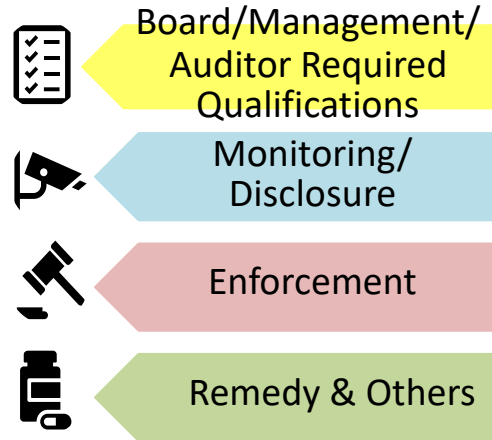 Board/Management/
Auditor Required
Qualifications
Monitoring/
Disclosure
Enforcement
Remedy & Others